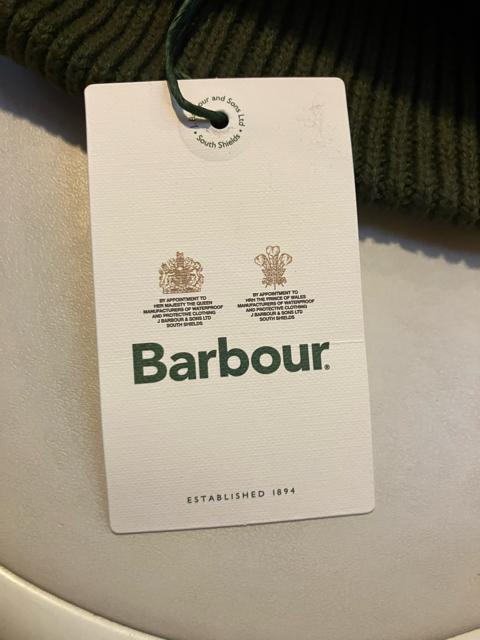 our and Sons Ltd
• South Shields •
BY APPOINTMENT TO
HER MAJESTY THE QUEEN
MANUFACTURERS OF WATERPROOF
AND PROTECTIVE CLOTHING
J BARBOUR & SONS LTD
SOUTH SHIELDS
BY APPOINTMENT TO
HRH THE PRINCE OF WALES
MANUFACTURERS OF WATERPROOF
AND PROTECTIVE CLOTHING
J BARBOUR & SONS LTD
SOUTH SHIELDS
Barbour®
ESTABLISHED 1894